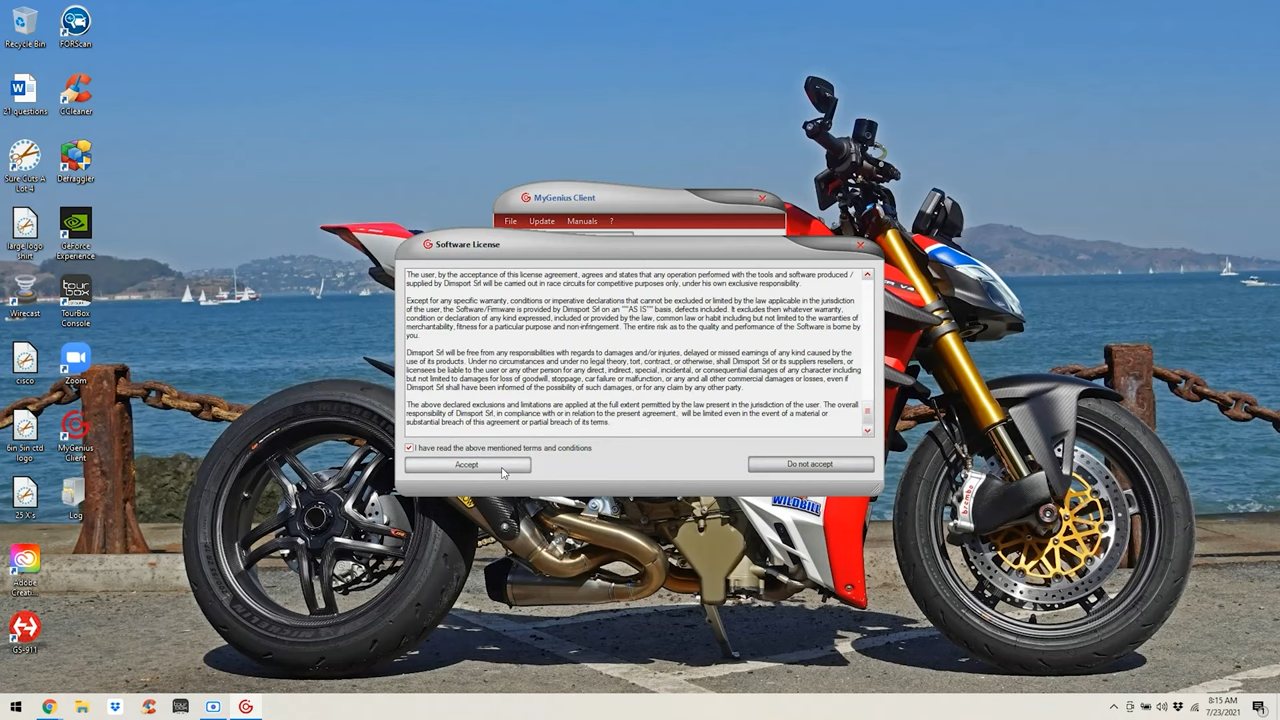 Recycle Bin
FORScan
21 questions
CCleaner
Sure Cuts A
Lot 4
Defraggler
large logo
shirt
GeForce
Experience
Wirecast
tour
box
TourBox
Console
cisco
Zoom
6in 5in ctd
logo
MyGenius
Client
25 X's
Log
Adobe
Creati...
GS-911
MyGenius Client
File Update Manuals ?
Software License
The user, by the acceptance of this license agreement, agrees and states that any operation performed with the tools and software produced /
supplied by Dimsport Srl will be carried out in race circuits for competitive purposes only, under his own exclusive responsibility.
Except for any specific warranty, conditions or imperative declarations that cannot be excluded or limited by the law applicable in the jurisdiction
of the user, the Software/Firmware is provided by Dimsport Srl on an ""AS IS"" basis, defects included. It excludes then whatever warranty,
condition or declaration of any kind expressed, included or provided by the law, common law or habit including but not limited to the warranties of
merchantability, fitness for a particular purpose and non-infringement. The entire risk as to the quality and performance of the Software is borne by
you.
Dimsport Srl will be free from any responsibilities with regards to damages and/or injuries, delayed or missed earnings of any kind caused by the
use of its products. Under no circumstances and under no legal theory, tort, contract, or otherwise, shall Dimsport Srl or its suppliers resellers, or
licensees be liable to the user or any other person for any direct, indirect, special, incidental, or consequential damages of any character including
but not limited to damages for loss of goodwill, stoppage, car failure or malfunction, or any and all other commercial damages or losses, even if
Dimsport Srl shall have been informed of the possibility of such damages, or for any claim by any other party.
The above declared exclusions and limitations are applied at the full extent permitted by the law present in the jurisdiction of the user. The overall
responsibility of Dimsport Srl, in compliance with or in relation to the present agreement, will be limited even in the event of a material or
substantial breach of this agreement or partial breach of its terms.
I have read the above mentioned terms and conditions
Accept
Do not accept
WILDBILL
brembo
8:15 AM
7/23/2021